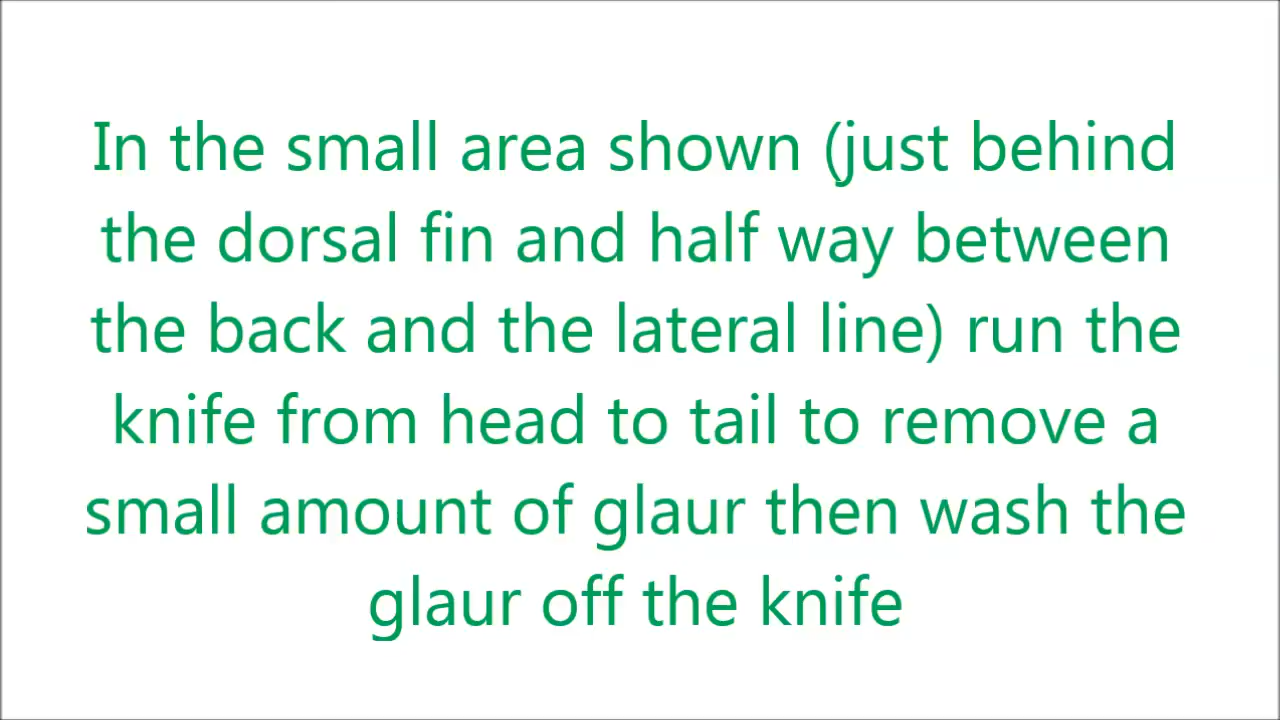 In the small area shown (just behind
the dorsal fin and half way between
the back and the lateral line) run the
knife from head to tail to remove a
small amount of glaur then wash the
glaur off the knife